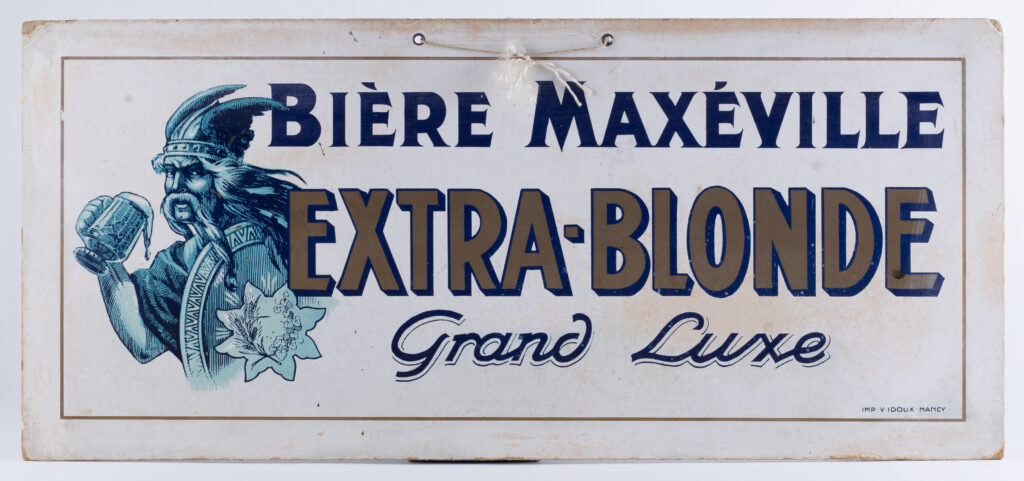 BIÈRE MAXÉVILLE
EXTRA-BLONDE
Grand Luxe
IMP. V. IDOUX NANCY